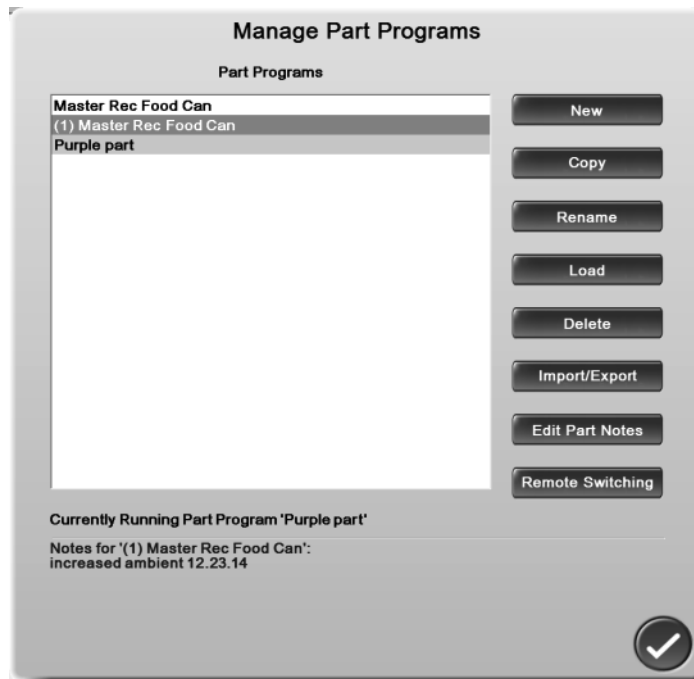 Manage Part Programs
Part Programs
Master Rec Food Can
(1) Master Rec Food Can
Purple part
New
Copy
Rename
Load
Delete
Import/Export
Edit Part Notes
Remote Switching
Currently Running Part Program 'Purple part'
Notes for '(1) Master Rec Food Can':
increased ambient 12.23.14